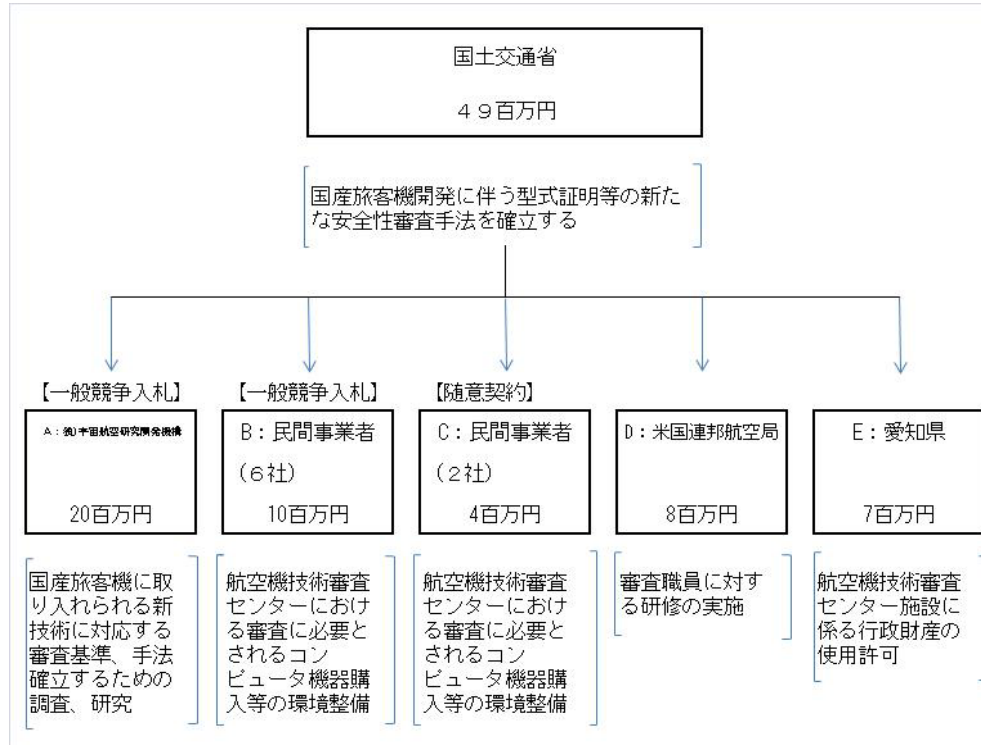 国土交通省
４９百万円
国産旅客機開発に伴う型式証明等の新た
な安全性審査手法を確立する
【一般競争入札】
【一般競争入札】
【随意契約】
A：独)宇宙航空研究開発機構
20百万円
B：民間事業者
(６社)
10百万円
C：民間事業者
(２社)
4百万円
D：米国連邦航空局
8百万円
E：愛知県
7百万円
国産旅客機に取
り入れられる新
技術に対応する
審査基準、手法
確立するための
調査、研究
航空機技術審査
センターにおけ
る審査に必要と
されるコン
ピュータ機器購
入等の環境整備
航空機技術審査
センターにおけ
る審査に必要と
されるコン
ピュータ機器購
入等の環境整備
審査職員に対す
る研修の実施
航空機技術審査
センター施設に
係る行政財産の
使用許可